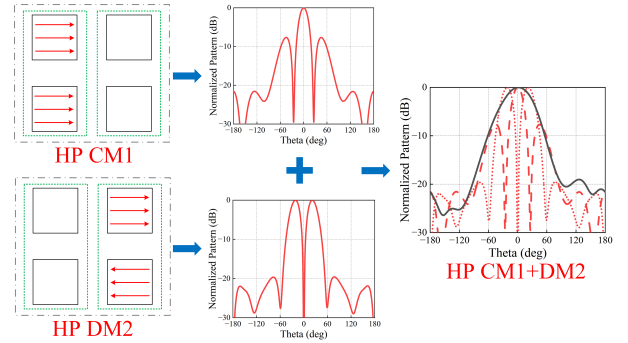 HP CM1
Normalized Pattern (dB)
0
-10
-20
-30
-180 -120 -60 0 60 120 180
Theta (deg)
HP DM2
Normalized Pattern (dB)
0
-10
-20
-30
-180 -120 -60 0 60 120 180
Theta (deg)
Normalized Pattern (dB)
0
-10
-20
-30
-180 -120 -60 0 60 120 180
Theta (deg)
HP CM1+DM2